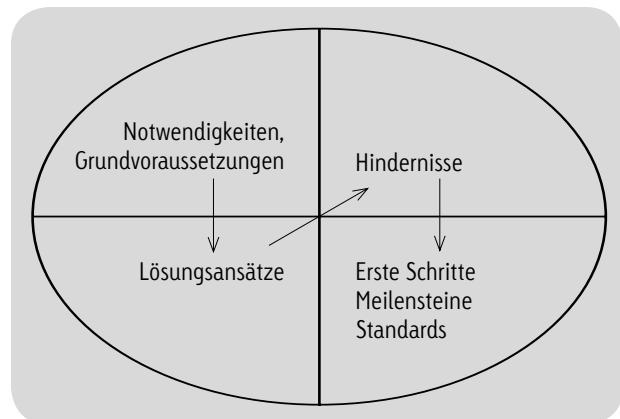 Notwendigkeiten,
Grundvoraussetzungen
Hindernisse
Lösungsansätze
Erste Schritte
Meilensteine
Standards